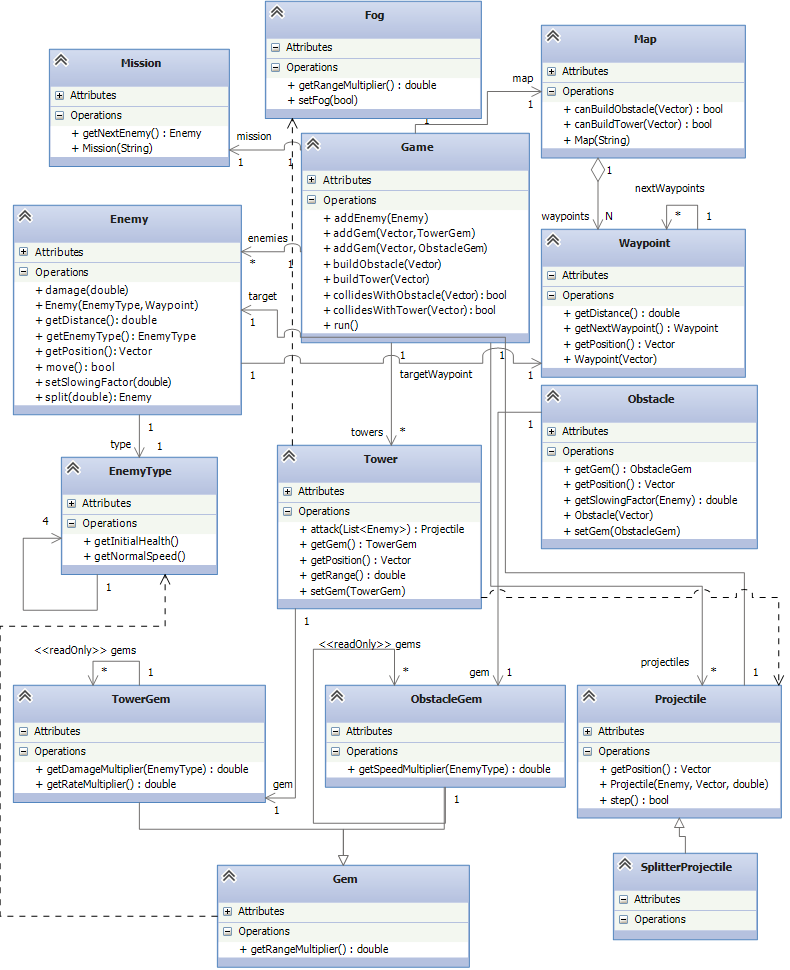 Fog
Attributes
Operations
+ getRangeMultiplier() : double
+ setFog(bool)
1
Mission
Attributes
Operations
+ getNextEnemy() : Enemy
+ Mission(String)
mission
1
1
Map
Attributes
Operations
+ canBuildObstacle(Vector) : bool
+ canBuildTower(Vector) : bool
+ Map(String)
map
1
1
waypoints
N
nextWaypoints
*
1
Game
Attributes
Operations
+ addEnemy(Enemy)
+ addGem(Vector,TowerGem)
+ addGem(Vector,ObstacleGem)
+ buildObstacle(Vector)
+ buildTower(Vector)
+ collidesWithObstacle(Vector): bool
+ collidesWithTower(Vector): bool
+ run()
enemies
*
1
target
1
Enemy
Attributes
Operations
+ damage(double)
+ Enemy(EnemyType, Waypoint)
+ getDistance(): double
+ getEnemyType(): EnemyType
+ getPosition(): Vector
+ move(): bool
+ setSlowingFactor(double)
+ split(double): Enemy
Waypoint
Attributes
Operations
+ getDistance() : double
+ getNextWaypoint() : Waypoint
+ getPosition() : Vector
+ Waypoint(Vector)
1
1
1
targetWaypoint
1
Obstacle
Attributes
Operations
+ getGem() : ObstacleGem
+ getPosition() : Vector
+ getSlowingFactor(Enemy) : double
+ Obstacle(Vector)
+ setGem(ObstacleGem)
1
towers
*
1
type
1
EnemyType
Attributes
Operations
+ getInitialHealth()
+ getNormalSpeed()
4
1
Tower
Attributes
Operations
+ attack(List<Enemy>) : Projectile
+ getGem() : TowerGem
+ getPosition() : Vector
+ getRange() : double
+ setGem(TowerGem)
1
<<readOnly>> gems
*
1
<<readOnly>> gems
*
gem
1
projectiles
*
1
TowerGem
Attributes
Operations
+ getDamageMultiplier(EnemyType) : double
+ getRateMultiplier() : double
gem
1
ObstacleGem
Attributes
Operations
+ getSpeedMultiplier(EnemyType) : double
1
Projectile
Attributes
Operations
+ getPosition() : Vector
+ Projectile(Enemy, Vector, double)
+ step() : bool
Gem
Attributes
Operations
+ getRangeMultiplier() : double
SplitterProjectile
Attributes
Operations